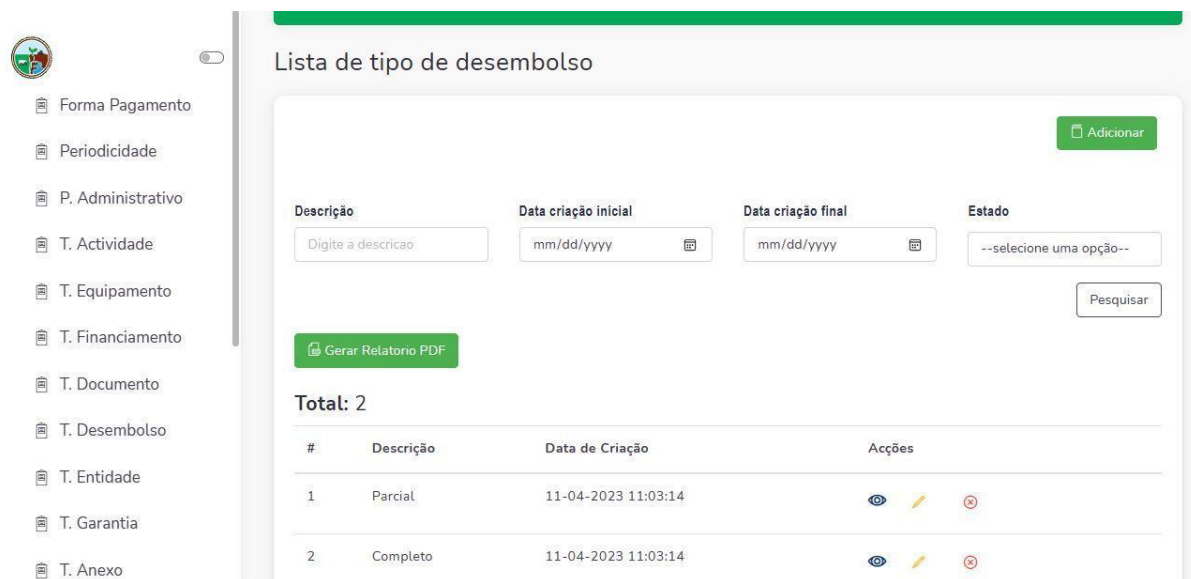 Forma Pagamento
Periodicidade
P. Administrativo
T. Actividade
T. Equipamento
T. Financiamento
T. Documento
T. Desembolso
T. Entidade
T. Garantia
T. Anexo
Lista de tipo de desembolso
Adicionar
Descrição Data criação inicial Data criação final Estado
Digite a descricao mm/dd/yyyy mm/dd/yyyy --selecione uma opção--
Pesquisar
Gerar Relatorio PDF
Total: 2
# Descrição Data de Criação Acções
1 Parcial 11-04-2023 11:03:14
2 Completo 11-04-2023 11:03:14